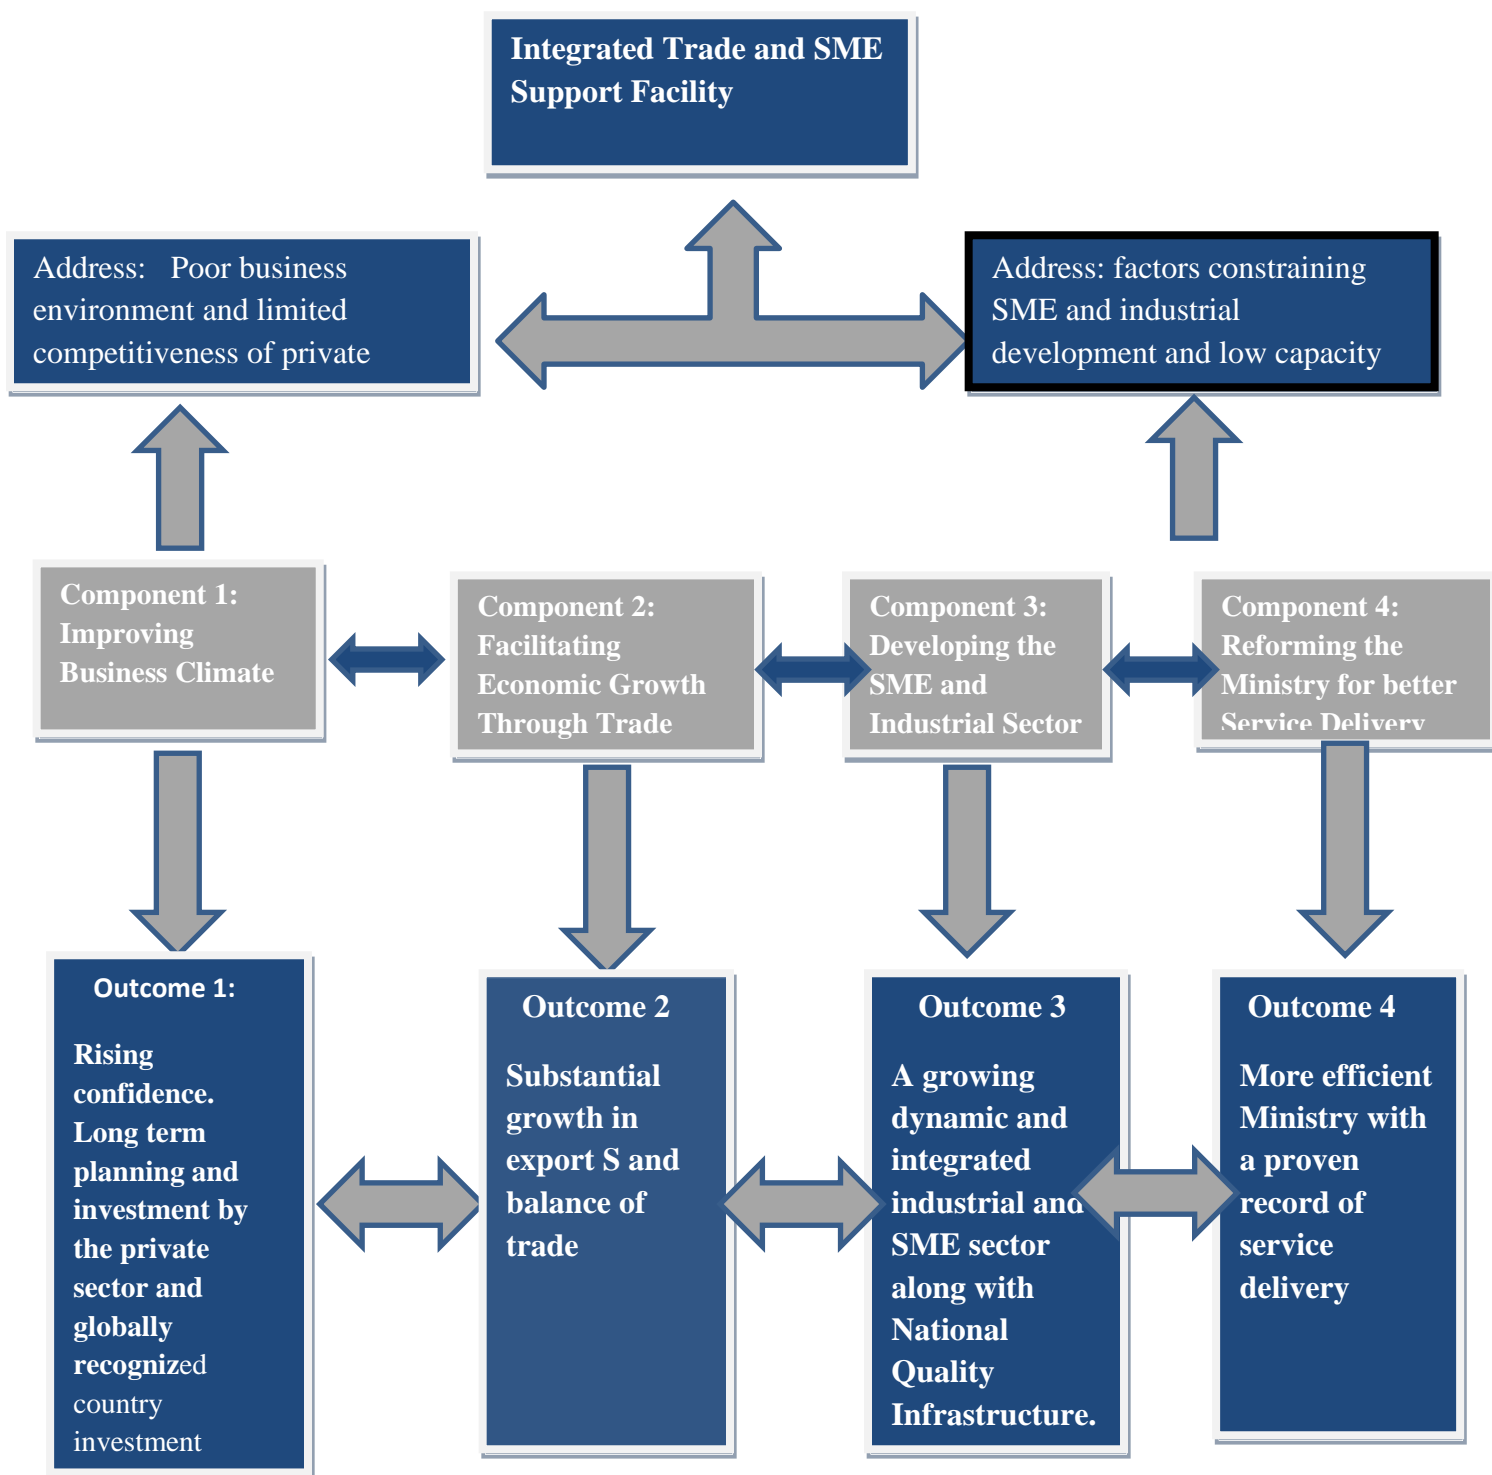 Integrated Trade and SME
Support Facility
Address: Poor business
environment and limited
competitiveness of private
Address: factors constraining
SME and industrial
development and low capacity
Component 1:
Improving
Business Climate
Component 2:
Facilitating
Economic Growth
Through Trade
Component 3:
Developing the
SME and
Industrial Sector
Component 4:
Reforming the
Ministry for better
Service Delivery
Outcome 1:
Rising
confidence.
Long term
planning and
investment by
the private
sector and
globally
recognized
country
investment
Outcome 2
Substantial
growth in
export S and
balance of
trade
Outcome 3
A growing
dynamic and
integrated
industrial and
SME sector
along with
National
Quality
Infrastructure.
Outcome 4
More efficient
Ministry with
a proven
record of
service
delivery